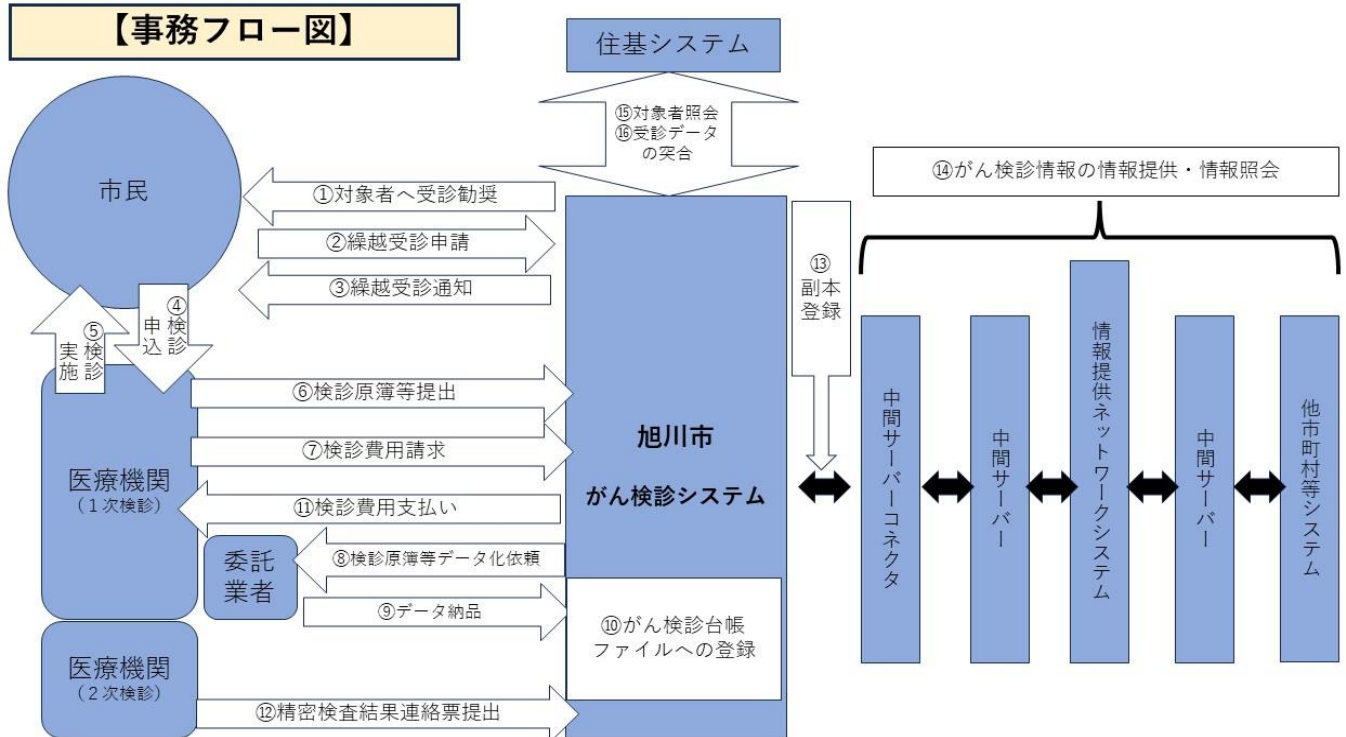 【事務フロー図】
住基システム
⑮対象者照会
⑯受診データ
の突合
市民
①対象者へ受診勧奨
②繰越受診申請
③繰越受診通知
④検診
申込
⑤検診
実施
⑥検診原簿等提出
⑦検診費用請求
医療機関
（１次検診）
⑪検診費用支払い
委託
業者
⑧検診原簿等データ化依頼
⑨データ納品
医療機関
（２次検診）
⑫精密検査結果連絡票提出
旭川市
がん検診システム
⑩がん検診台帳
ファイルへの登録
⑬
副本
登録
⑭がん検診情報の情報提供・情報照会
中間サーバーコネクタ
中間サーバー
情報提供ネットワークシステム
中間サーバー
他市町村等システム